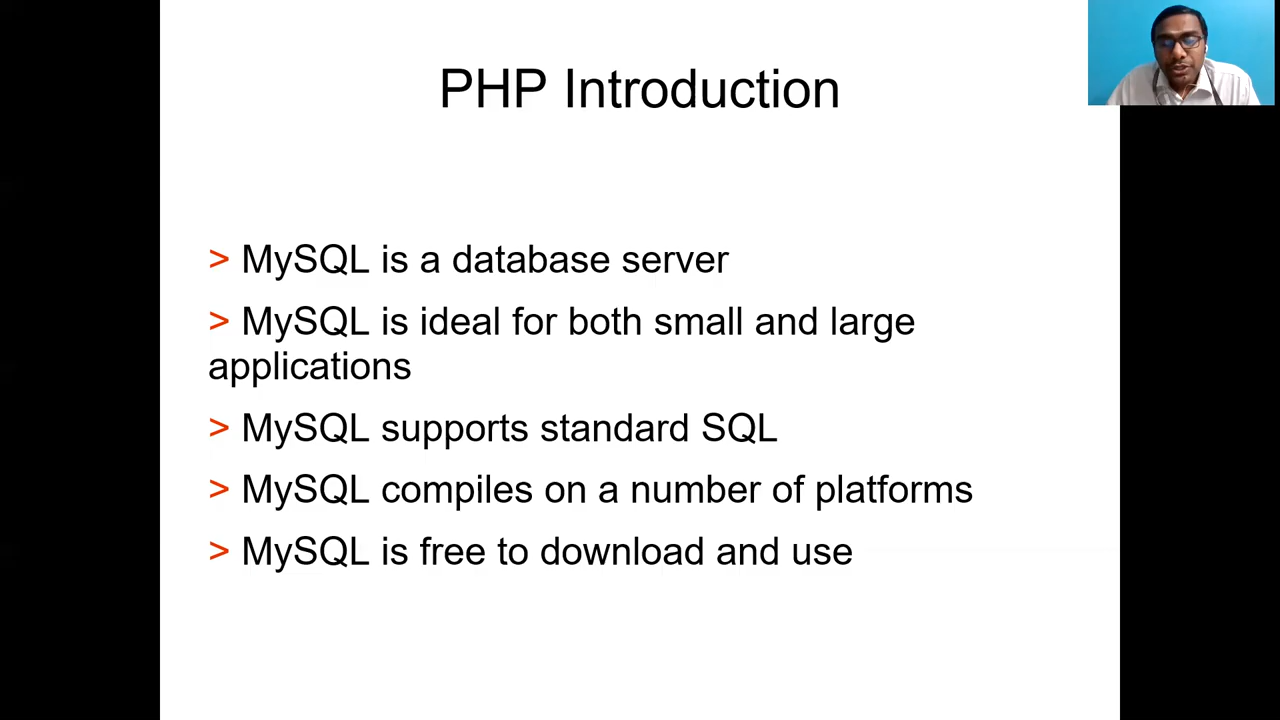 PHP Introduction
> MySQL is a database server
> MySQL is ideal for both small and large
applications
> MySQL supports standard SQL
> MySQL compiles on a number of platforms
> MySQL is free to download and use